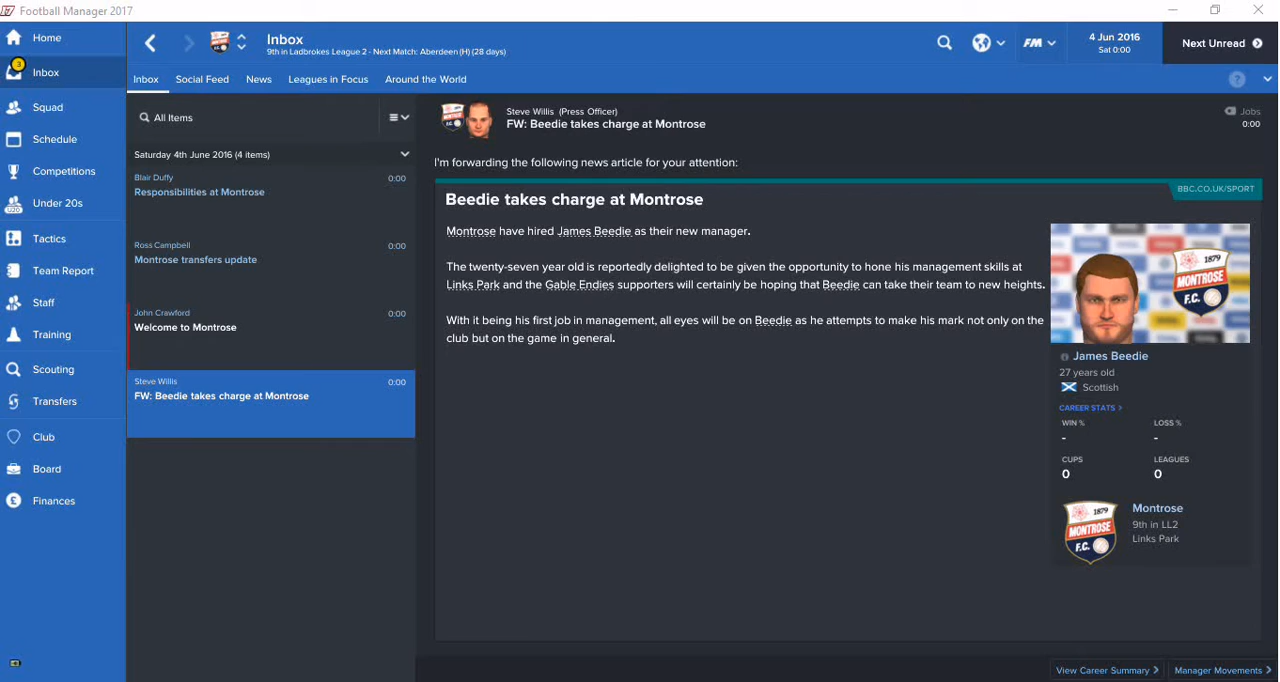 Football Manager 2017
Home
3
Inbox
Squad
Schedule
Competitions
Under 20s
Tactics
Team Report
Staff
Training
Scouting
Transfers
Club
Board
Finances
Inbox
9th in Ladbrokes League 2 - Next Match: Aberdeen (H) (28 days)
FM
4 Jun 2016
Sat 0:00
Next Unread
Inbox Social Feed News Leagues in Focus Around the World
?
All Items
Saturday 4th June 2016 (4 items)
Blair Duffy 0:00
Responsibilities at Montrose
Ross Campbell 0:00
Montrose transfers update
John Crawford 0:00
Welcome to Montrose
Steve Willis 0:00
FW: Beedie takes charge at Montrose
Steve Willis (Press Officer)
FW: Beedie takes charge at Montrose
Jobs
0:00
I'm forwarding the following news article for your attention:
BBC.CO.UK/SPORT
Beedie takes charge at Montrose
Montrose have hired James Beedie as their new manager.
The twenty-seven year old is reportedly delighted to be given the opportunity to hone his management skills at
Links Park and the Gable Endies supporters will certainly be hoping that Beedie can take their team to new heights.
With it being his first job in management, all eyes will be on Beedie as he attempts to make his mark not only on the
club but on the game in general.
1879
MONTROSE
F.C.
James Beedie
27 years old
Scottish
CAREER STATS >
WIN % LOSS %
- -
CUPS LEAGUES
0 0
1879
MONTROSE
F.C.
Montrose
9th in LL2
Links Park
View Career Summary > Manager Movements >